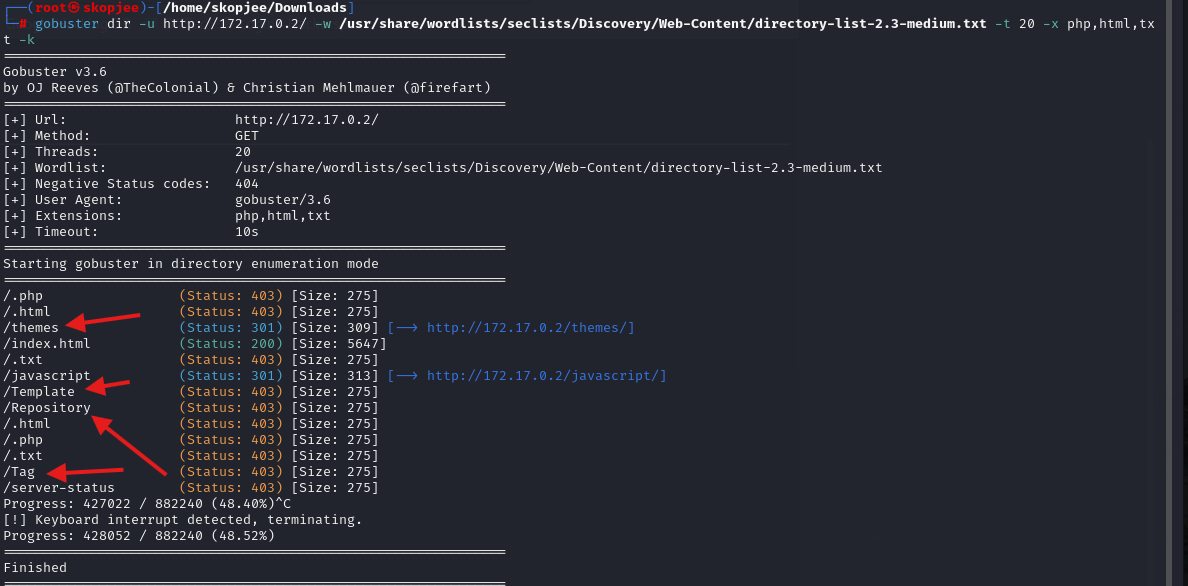 ┌──(root㉿skopjee)-[/home/skopjee/Downloads]
└─# gobuster dir -u http://172.17.0.2/ -w /usr/share/wordlists/seclists/Discovery/Web-Content/directory-list-2.3-medium.txt -t 20 -x php,html,tx
t -k
===============================================================
Gobuster v3.6
by OJ Reeves (@TheColonial) & Christian Mehlmauer (@firefart)
===============================================================
[+] Url:                     http://172.17.0.2/
[+] Method:                  GET
[+] Threads:                 20
[+] Wordlist:                /usr/share/wordlists/seclists/Discovery/Web-Content/directory-list-2.3-medium.txt
[+] Negative Status codes:   404
[+] User Agent:              gobuster/3.6
[+] Extensions:              php,html,txt
[+] Timeout:                 10s
===============================================================
Starting gobuster in directory enumeration mode
===============================================================
/.php                 (Status: 403) [Size: 275]
/.html                (Status: 403) [Size: 275]
/themes               (Status: 301) [Size: 309] [--> http://172.17.0.2/themes/]
/index.html           (Status: 200) [Size: 5647]
/.txt                 (Status: 403) [Size: 275]
/javascript           (Status: 301) [Size: 313] [--> http://172.17.0.2/javascript/]
/Template             (Status: 403) [Size: 275]
/Repository           (Status: 403) [Size: 275]
/.html                (Status: 403) [Size: 275]
/.php                 (Status: 403) [Size: 275]
/.txt                 (Status: 403) [Size: 275]
/Tag                  (Status: 403) [Size: 275]
/server-status        (Status: 403) [Size: 275]
Progress: 427022 / 882240 (48.40%)^C
[!] Keyboard interrupt detected, terminating.
Progress: 428052 / 882240 (48.52%)
===============================================================
Finished
===============================================================